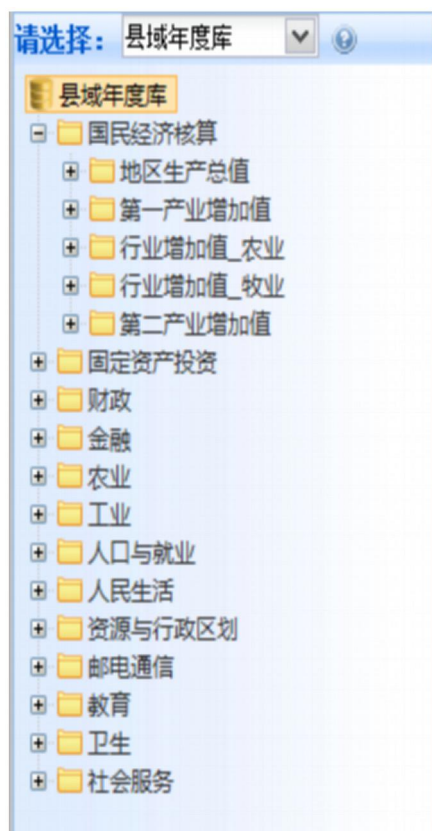 请选择： 县域年度库
县域年度库
国民经济核算
地区生产总值
第一产业增加值
行业增加值_农业
行业增加值_牧业
第二产业增加值
固定资产投资
财政
金融
农业
工业
人口与就业
人民生活
资源与行政区划
邮电通信
教育
卫生
社会服务